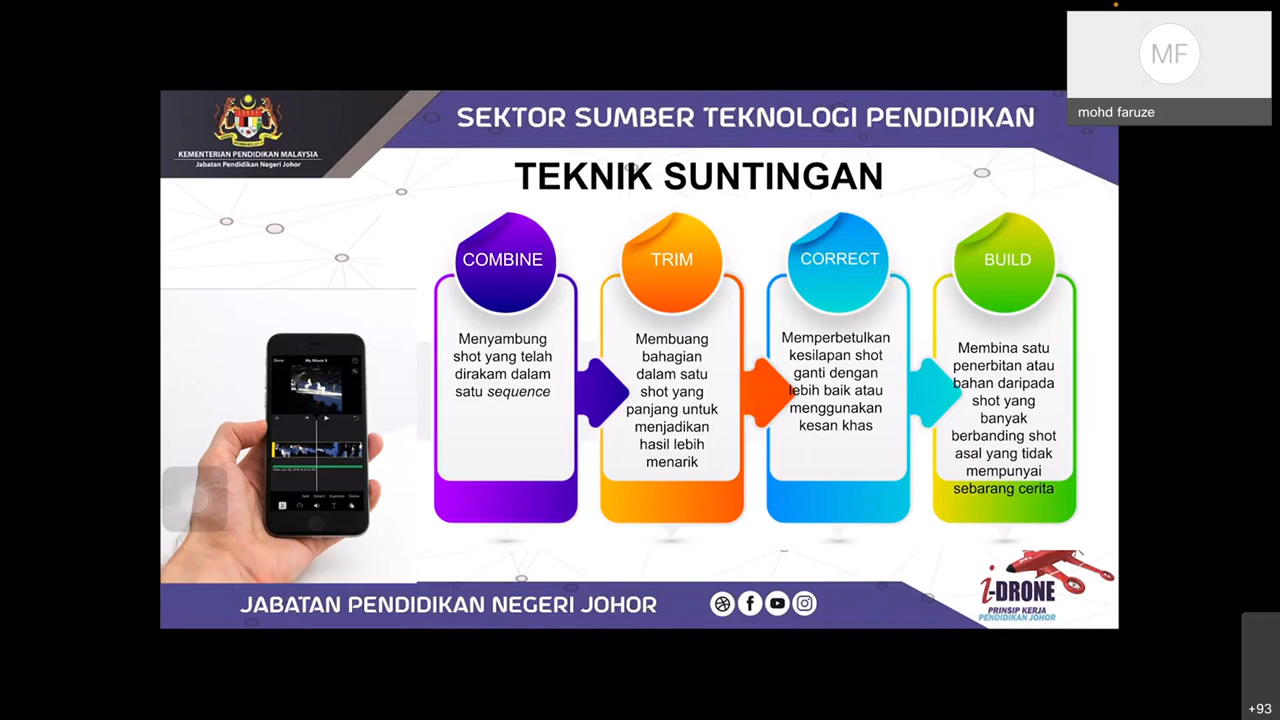 MF
mohd faruze
KEMENTERIAN PENDIDIKAN MALAYSIA
Jabatan Pendidikan Negeri Johor
SEKTOR SUMBER TEKNOLOGI PENDIDIKAN
TEKNIK SUNTINGAN
COMBINE
Menyambung
shot yang telah
dirakam dalam
satu sequence
TRIM
Membuang
bahagian
dalam satu
shot yang
panjang untuk
menjadikan
hasil lebih
menarik
CORRECT
Memperbetulkan
kesilapan shot
ganti dengan
lebih baik atau
menggunakan
kesan khas
BUILD
Membina satu
penerbitan atau
bahan daripada
shot yang
banyak
berbanding shot
asal yang tidak
mempunyai
sebarang cerita
JABATAN PENDIDIKAN NEGERI JOHOR
i-DRONE
PRINSIP KERJA
PENDIDIKAN JOHOR
+93